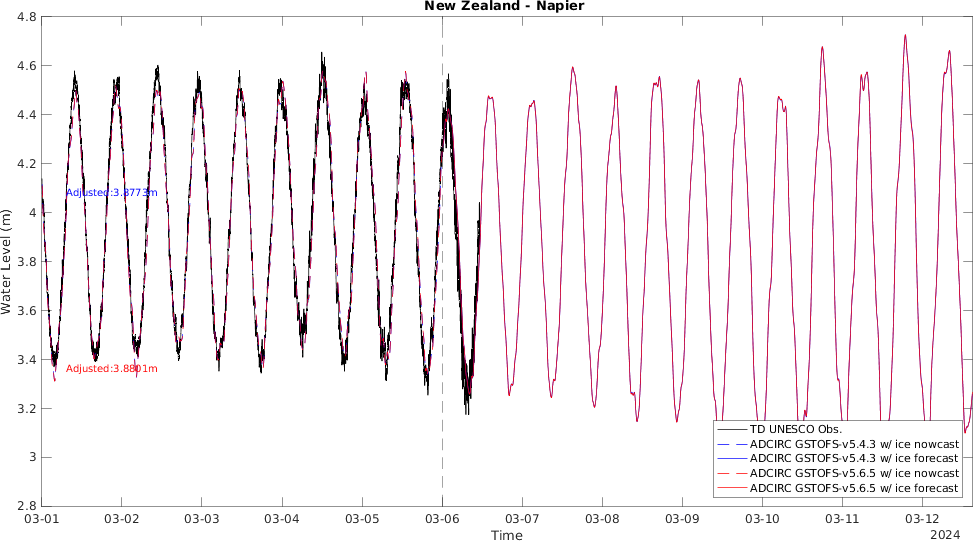 New Zealand - Napier
4.8
4.6
4.4
4.2
4
3.8
3.6
3.4
3.2
3
2.8
Water Level (m)
Adjusted:3.8773m
Adjusted:3.8801m
TD UNESCO Obs.
ADCIRC GSTOFS-v5.4.3 w/ ice nowcast
ADCIRC GSTOFS-v5.4.3 w/ ice forecast
ADCIRC GSTOFS-v5.6.5 w/ ice nowcast
ADCIRC GSTOFS-v5.6.5 w/ ice forecast
03-01 03-02 03-03 03-04 03-05 03-06 03-07 03-08 03-09 03-10 03-11 03-12
Time
2024